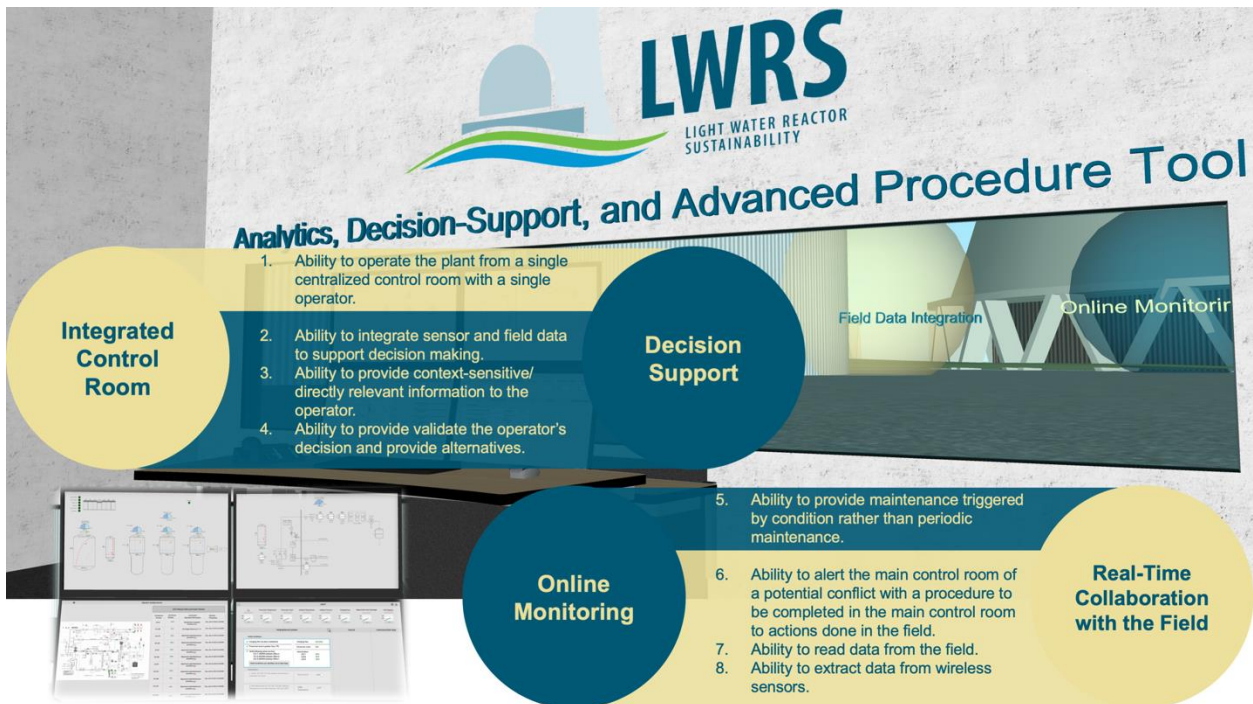 LWRS
LIGHT WATER REACTOR
SUSTAINABILITY
Analytics, Decision-Support, and Advanced Procedure Tool
Integrated
Control
Room
1. Ability to operate the plant from a single
centralized control room with a single
operator.
2. Ability to integrate sensor and field data
to support decision making.
3. Ability to provide context-sensitive/
directly relevant information to the
operator.
4. Ability to provide validate the operator's
decision and provide alternatives.
Decision
Support
Field Data Integration
Online Monitorir
Online
Monitoring
5. Ability to provide maintenance triggered
by condition rather than periodic
maintenance.
6. Ability to alert the main control room of
a potential conflict with a procedure to
be completed in the main control room
to actions done in the field.
7. Ability to read data from the field.
8. Ability to extract data from wireless
sensors.
Real-Time
Collaboration
with the Field